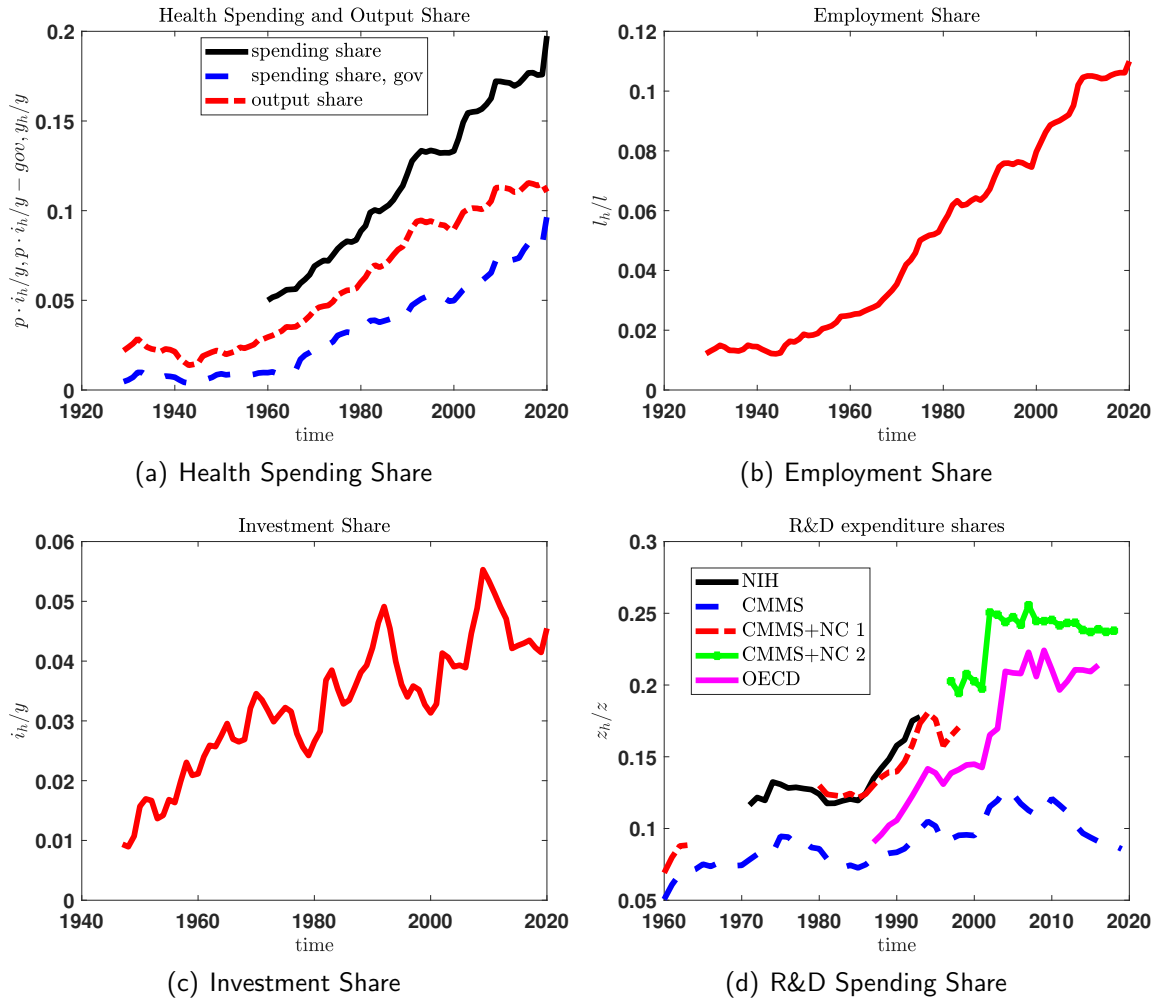 Health Spending and Output Share
p · i_h/y, p · i_h/y − gov, y_h/y
0.2
0.15
0.1
0.05
0
spending share
spending share, gov
output share
1920 1940 1960 1980 2000 2020
time
(a) Health Spending Share
Employment Share
l_h/l
0.12
0.1
0.08
0.06
0.04
0.02
0
1920 1940 1960 1980 2000 2020
time
(b) Employment Share
Investment Share
i_h/y
0.06
0.05
0.04
0.03
0.02
0.01
0
1940 1960 1980 2000 2020
time
(c) Investment Share
R&D expenditure shares
z_h/z
0.3
0.25
0.2
0.15
0.1
0.05
NIH
CMMS
CMMS+NC 1
CMMS+NC 2
OECD
1960 1970 1980 1990 2000 2010 2020
time
(d) R&D Spending Share